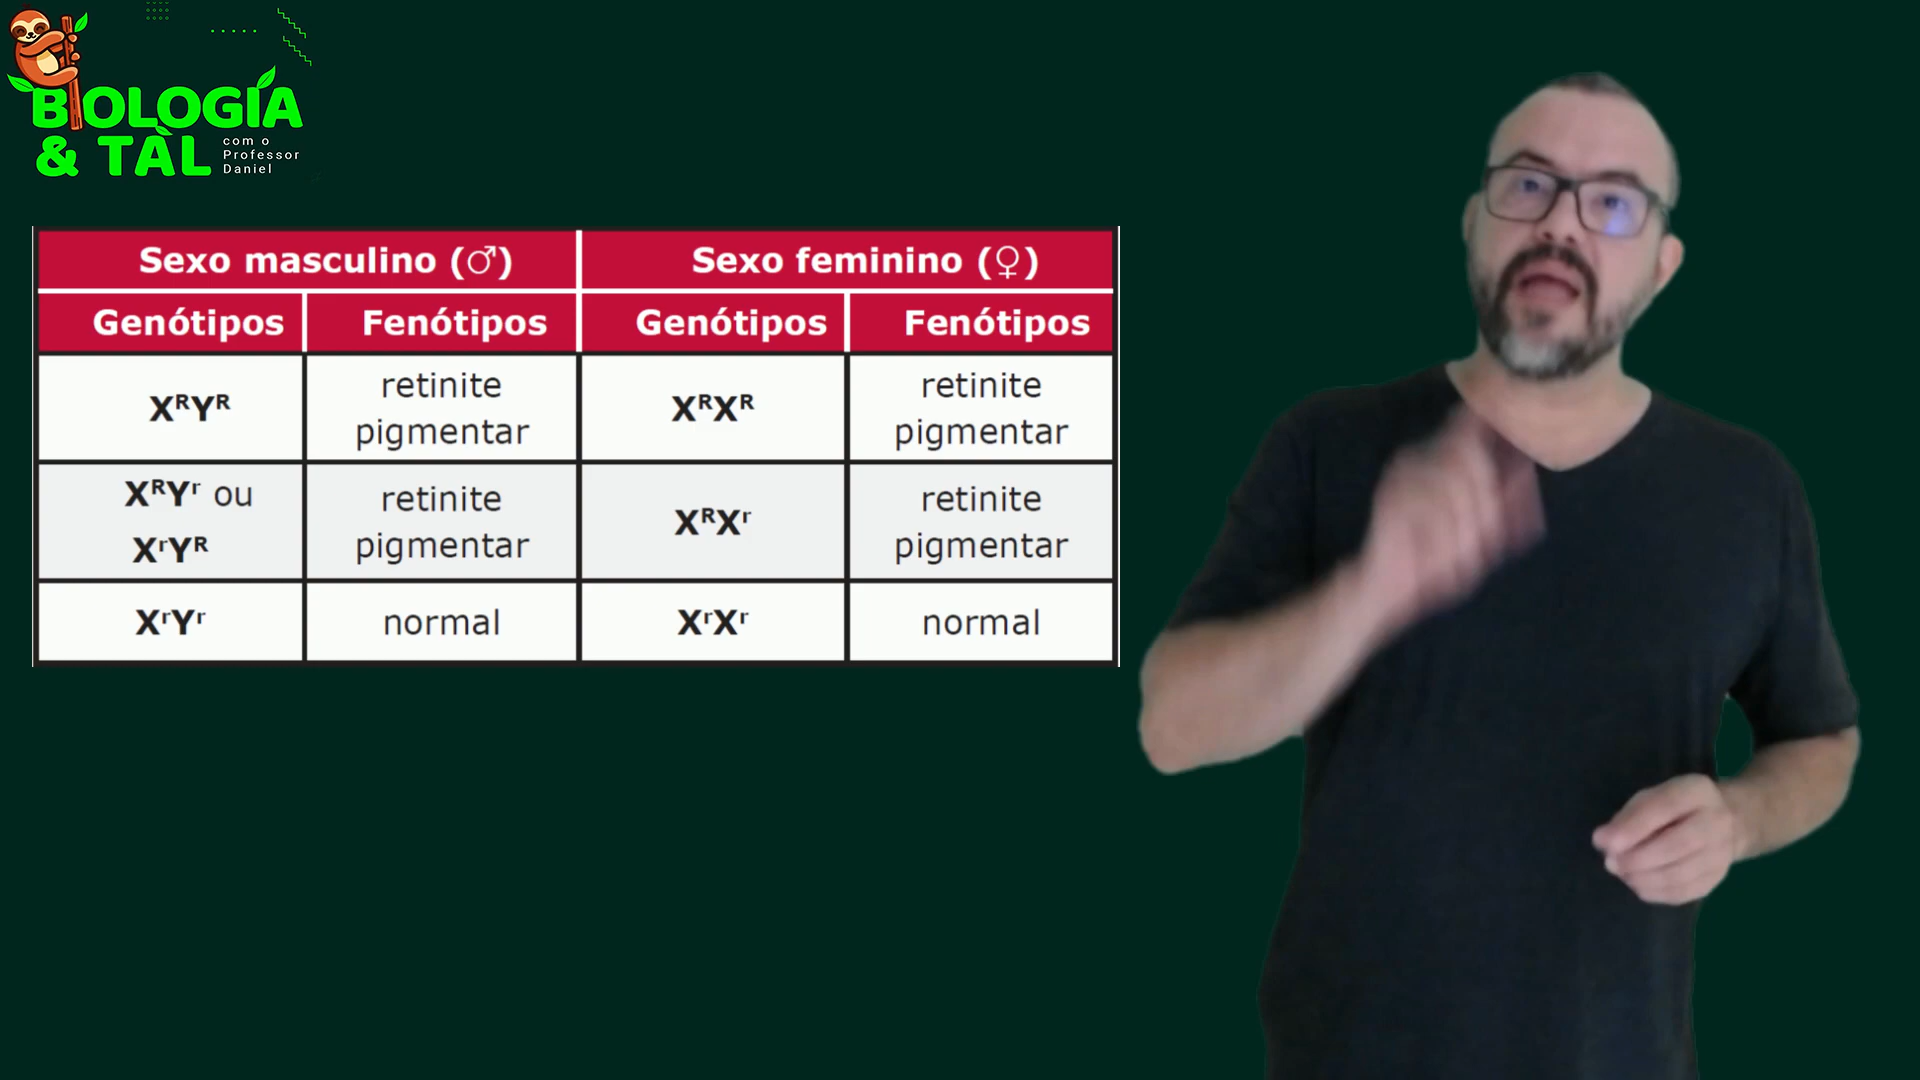 BIOLOGIA
& TAL
com o
Professor
Daniel
Sexo masculino (♂) Sexo feminino (♀)
Genótipos Fenótipos Genótipos Fenótipos
XᴿYᴿ retinite pigmentar XᴿXᴿ retinite pigmentar
XᴿYʳ ou XʳYᴿ retinite pigmentar XᴿXʳ retinite pigmentar
XʳYʳ normal XʳXʳ normal